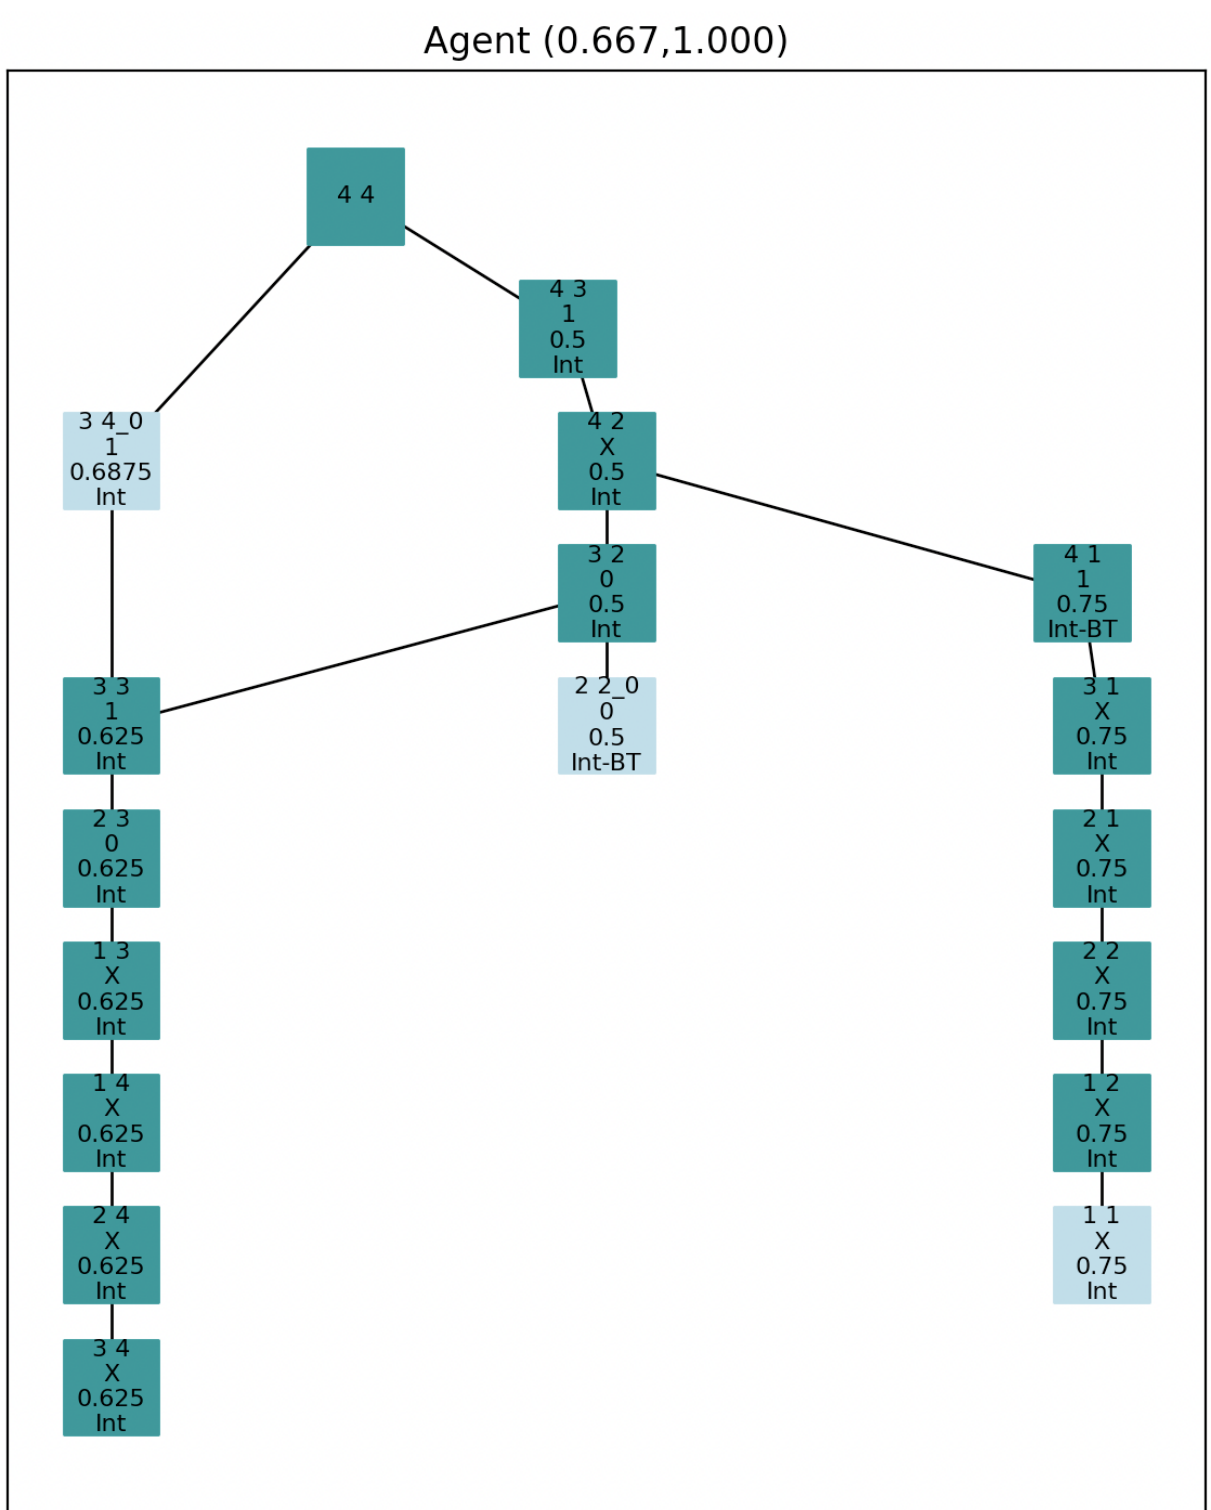 Agent (0.667,1.000)
4 4
4 3
1
0.5
Int
3 4_0
1
0.6875
Int
4 2
X
0.5
Int
3 2
0
0.5
Int
4 1
1
0.75
Int-BT
3 3
1
0.625
Int
2 2_0
0
0.5
Int-BT
3 1
X
0.75
Int
2 3
0
0.625
Int
2 1
X
0.75
Int
1 3
X
0.625
Int
2 2
X
0.75
Int
1 4
X
0.625
Int
1 2
X
0.75
Int
2 4
X
0.625
Int
1 1
X
0.75
Int
3 4
X
0.625
Int